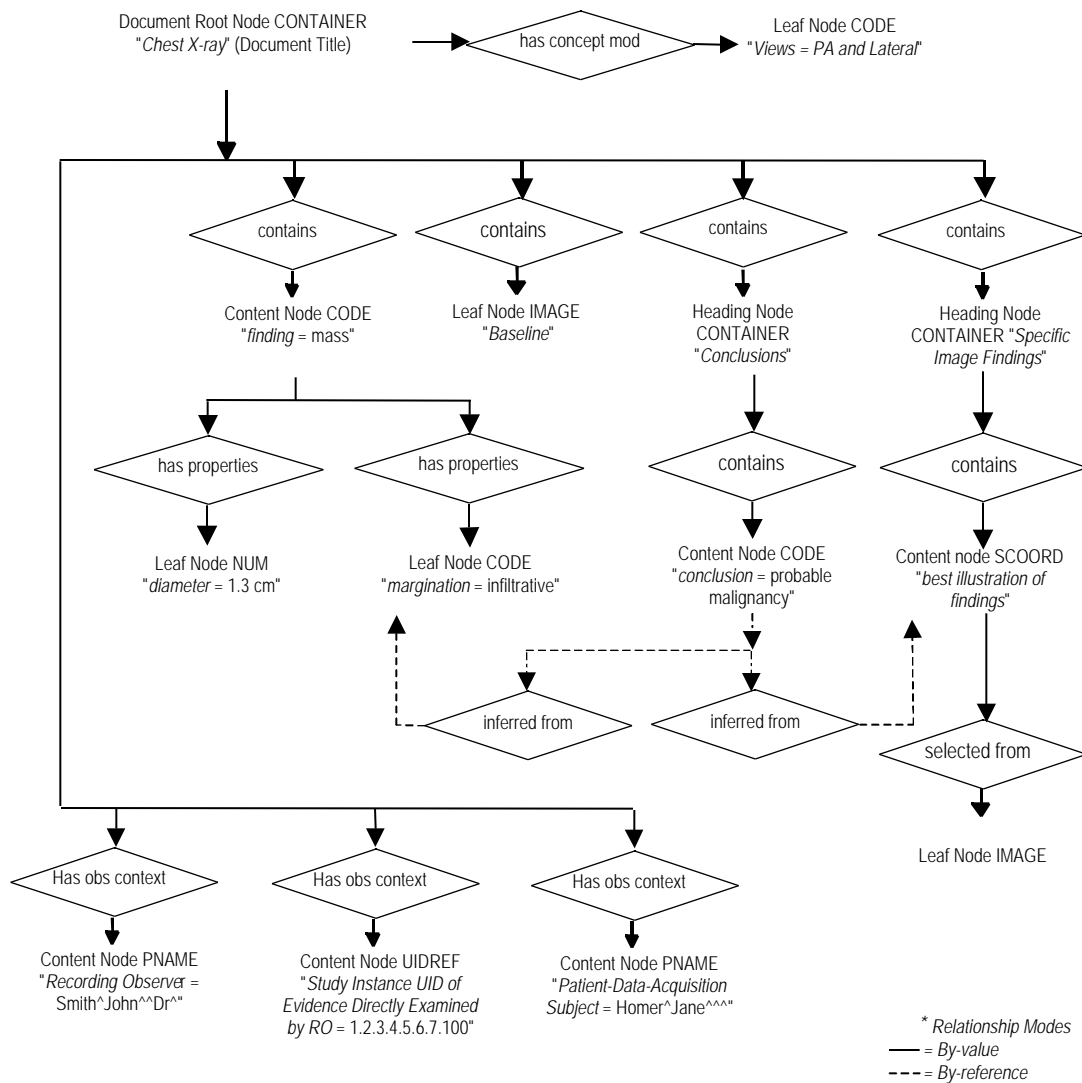 Document Root Node CONTAINER
"Chest X-ray" (Document Title)
has concept mod
Leaf Node CODE
"Views = PA and Lateral"
contains
contains
contains
contains
Content Node CODE
"finding = mass"
Leaf Node IMAGE
"Baseline"
Heading Node
CONTAINER
"Conclusions"
Heading Node
CONTAINER "Specific
Image Findings"
has properties
has properties
contains
contains
Leaf Node NUM
"diameter = 1.3 cm"
Leaf Node CODE
"margination = infiltrative"
Content Node CODE
"conclusion = probable
malignancy"
Content node SCOORD
"best illustration of
findings"
inferred from
inferred from
selected from
Leaf Node IMAGE
Has obs context
Has obs context
Has obs context
Content Node PNAME
"Recording Observer =
Smith^John^^Dr^"
Content Node UIDREF
"Study Instance UID of
Evidence Directly Examined
by RO = 1.2.3.4.5.6.7.100"
Content Node PNAME
"Patient-Data-Acquisition
Subject = Homer^Jane^^^"
* Relationship Modes
= By-value
= By-reference